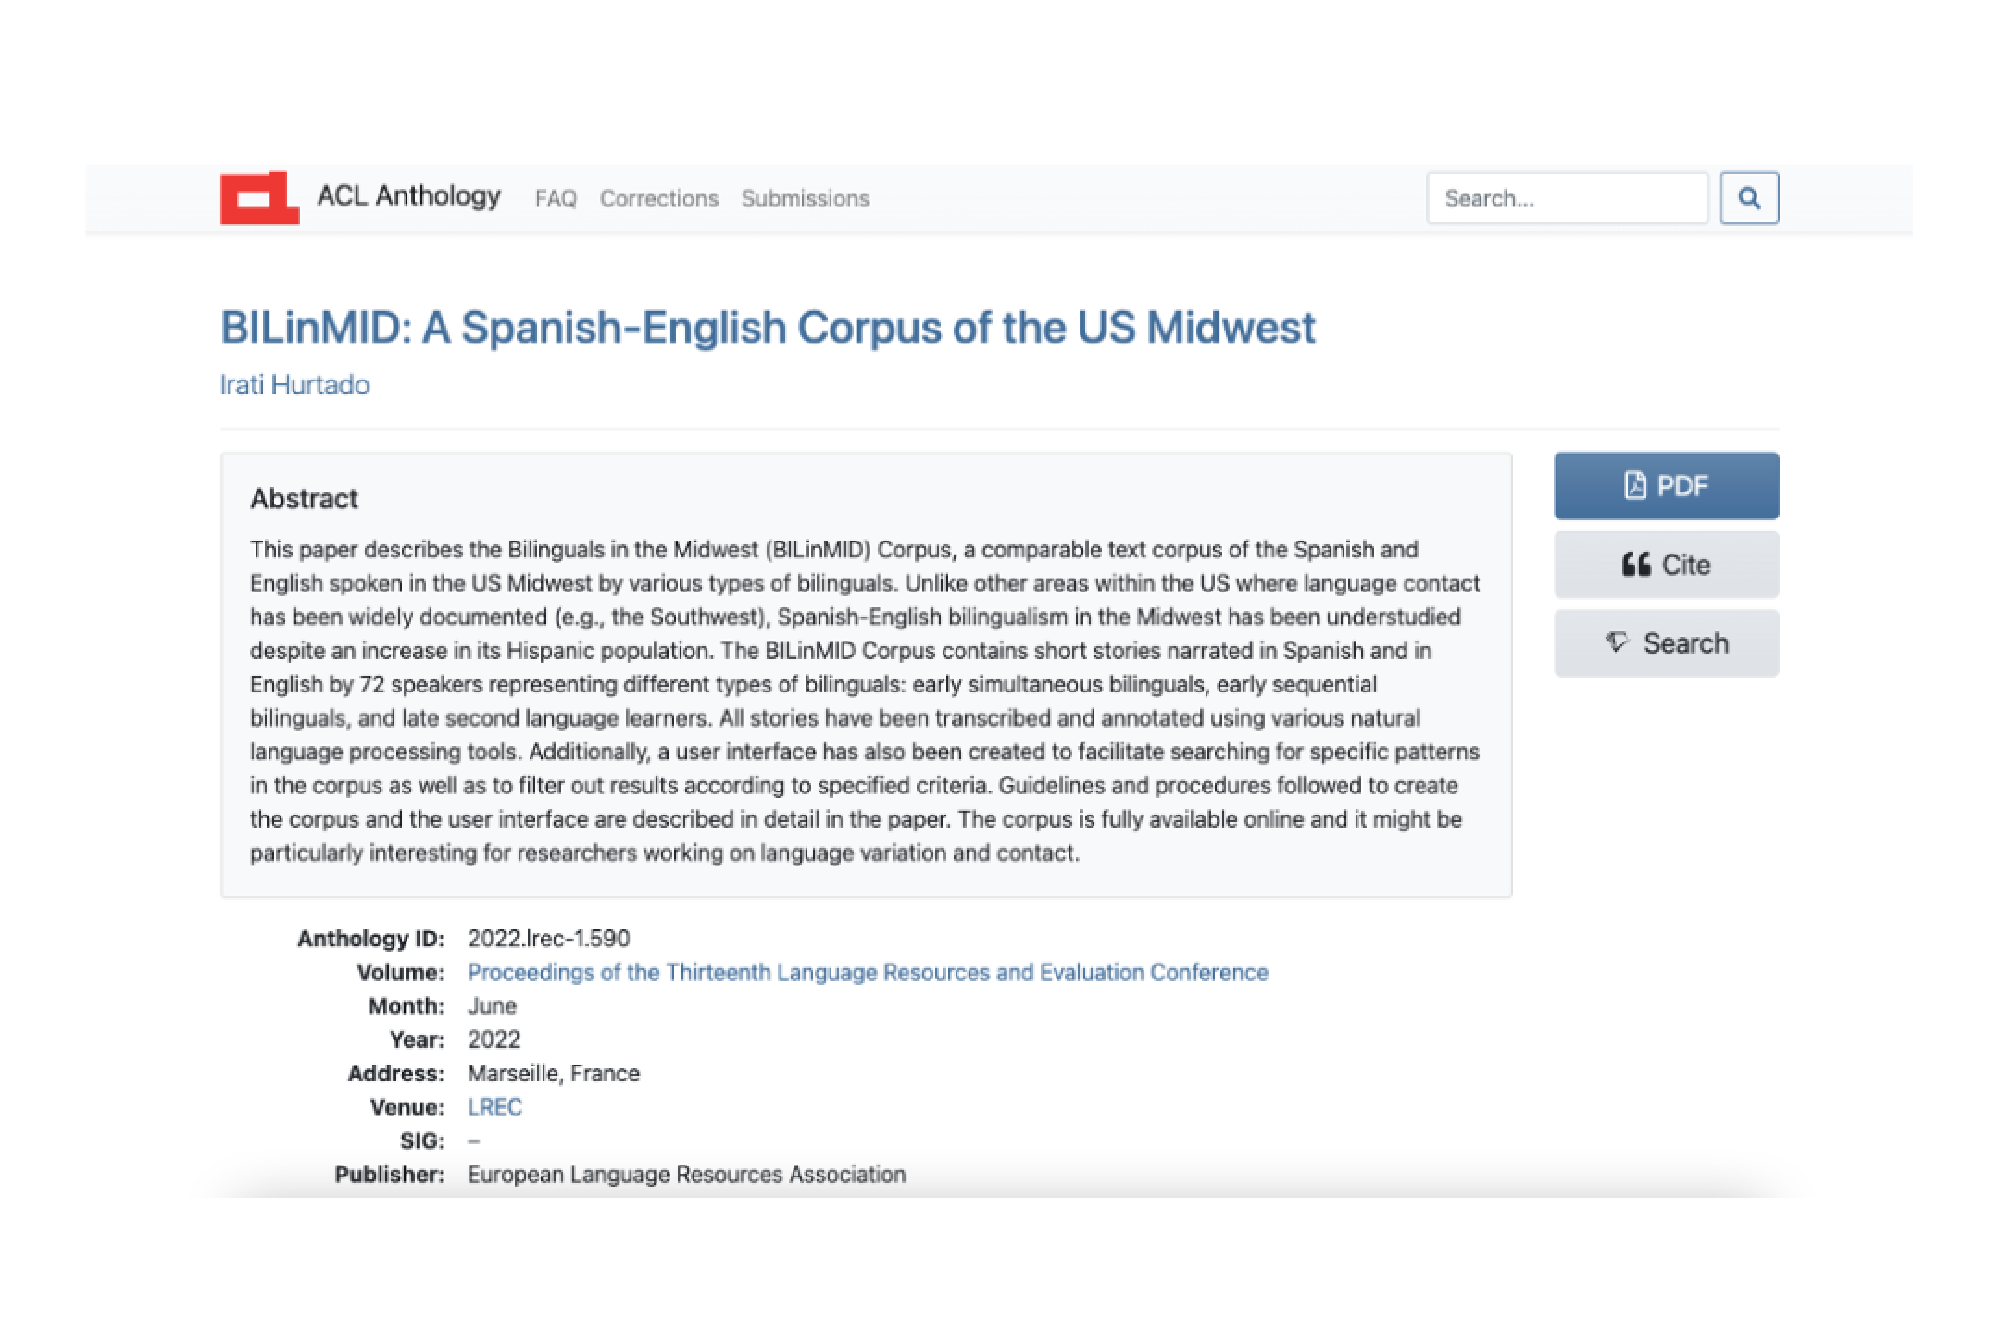 ACL Anthology FAQ Corrections Submissions Search...
BILinMID: A Spanish-English Corpus of the US Midwest
Irati Hurtado
Abstract
This paper describes the Bilinguals in the Midwest (BILinMID) Corpus, a comparable text corpus of the Spanish and
English spoken in the US Midwest by various types of bilinguals. Unlike other areas within the US where language contact
has been widely documented (e.g., the Southwest), Spanish-English bilingualism in the Midwest has been understudied
despite an increase in its Hispanic population. The BILinMID Corpus contains short stories narrated in Spanish and in
English by 72 speakers representing different types of bilinguals: early simultaneous bilinguals, early sequential
bilinguals, and late second language learners. All stories have been transcribed and annotated using various natural
language processing tools. Additionally, a user interface has also been created to facilitate searching for specific patterns
in the corpus as well as to filter out results according to specified criteria. Guidelines and procedures followed to create
the corpus and the user interface are described in detail in the paper. The corpus is fully available online and it might be
particularly interesting for researchers working on language variation and contact.
PDF
Cite
Search
Anthology ID: 2022.lrec-1.590
Volume: Proceedings of the Thirteenth Language Resources and Evaluation Conference
Month: June
Year: 2022
Address: Marseille, France
Venue: LREC
SIG: –
Publisher: European Language Resources Association